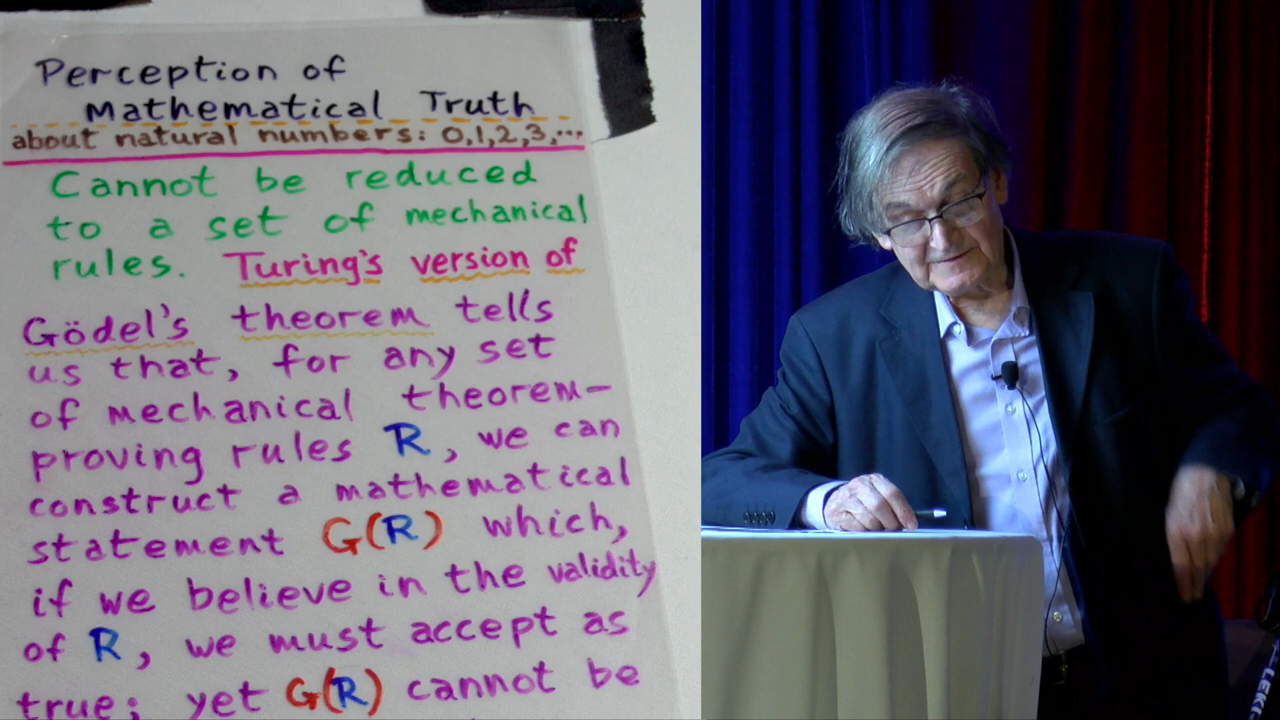 Perception of
Mathematical Truth
about natural numbers: 0,1,2,3,...
Cannot be reduced
to a set of mechanical
rules. Turing's version of
Gödel's theorem tells
us that, for any set
of mechanical theorem-
proving rules R, we can
construct a mathematical
statement G(R) which,
if we believe in the validity
of R, we must accept as
true; yet G(R) cannot be